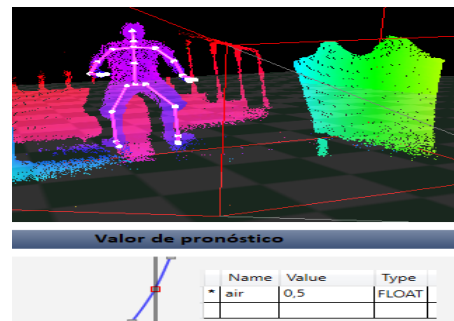 Valor de pronóstico
Name Value Type
* air 0,5 FLOAT